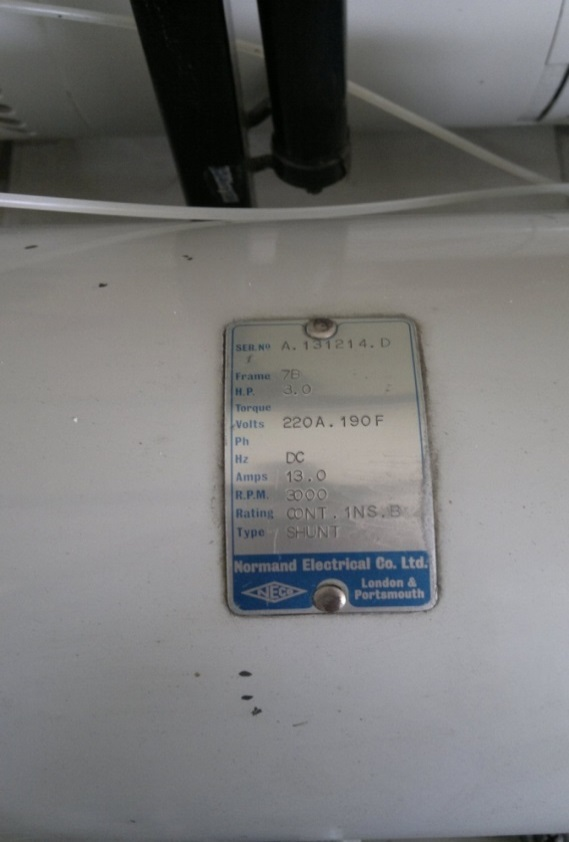 SER. NO A.131214.D
Frame 7B
H.P. 3.0
Torque
Volts 220A.190F
Ph
Hz DC
Amps 13.0
R.P.M. 3000
Rating CONT.1NS.B
Type SHUNT
Normand Electrical Co. Ltd.
NECO
London &
Portsmouth